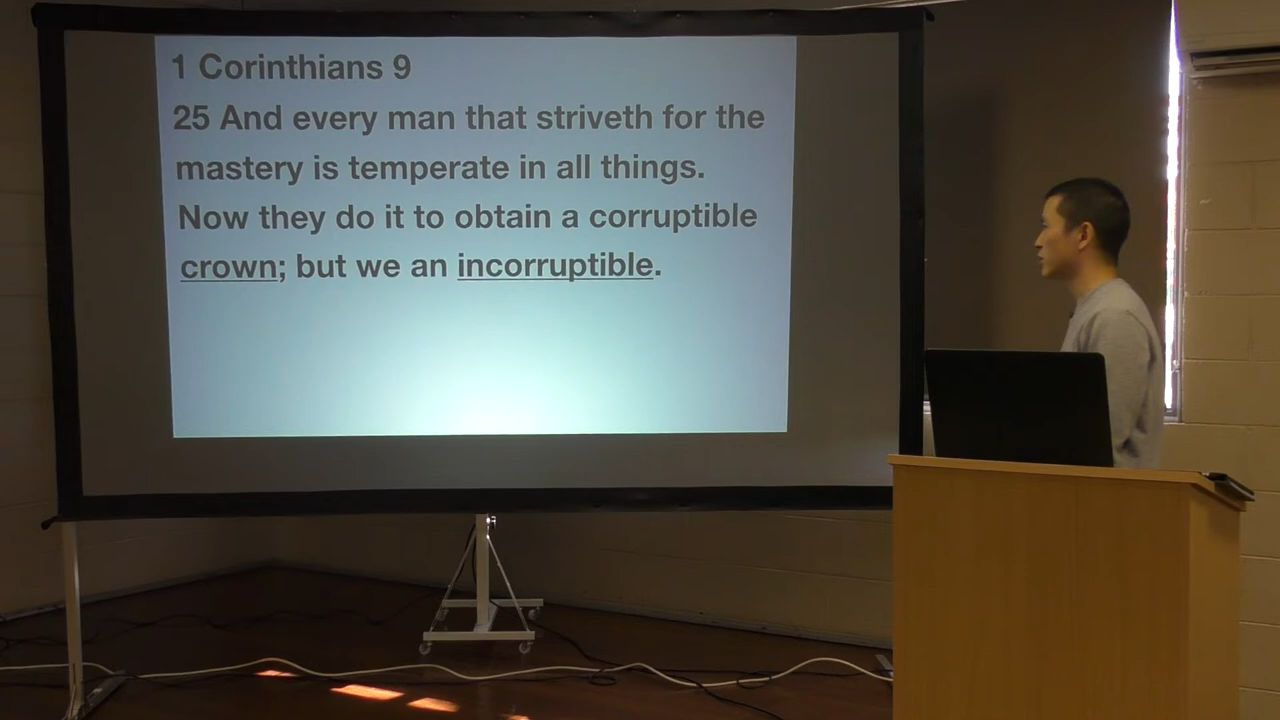 1 Corinthians 9
25 And every man that striveth for the
mastery is temperate in all things.
Now they do it to obtain a corruptible
crown; but we an incorruptible.